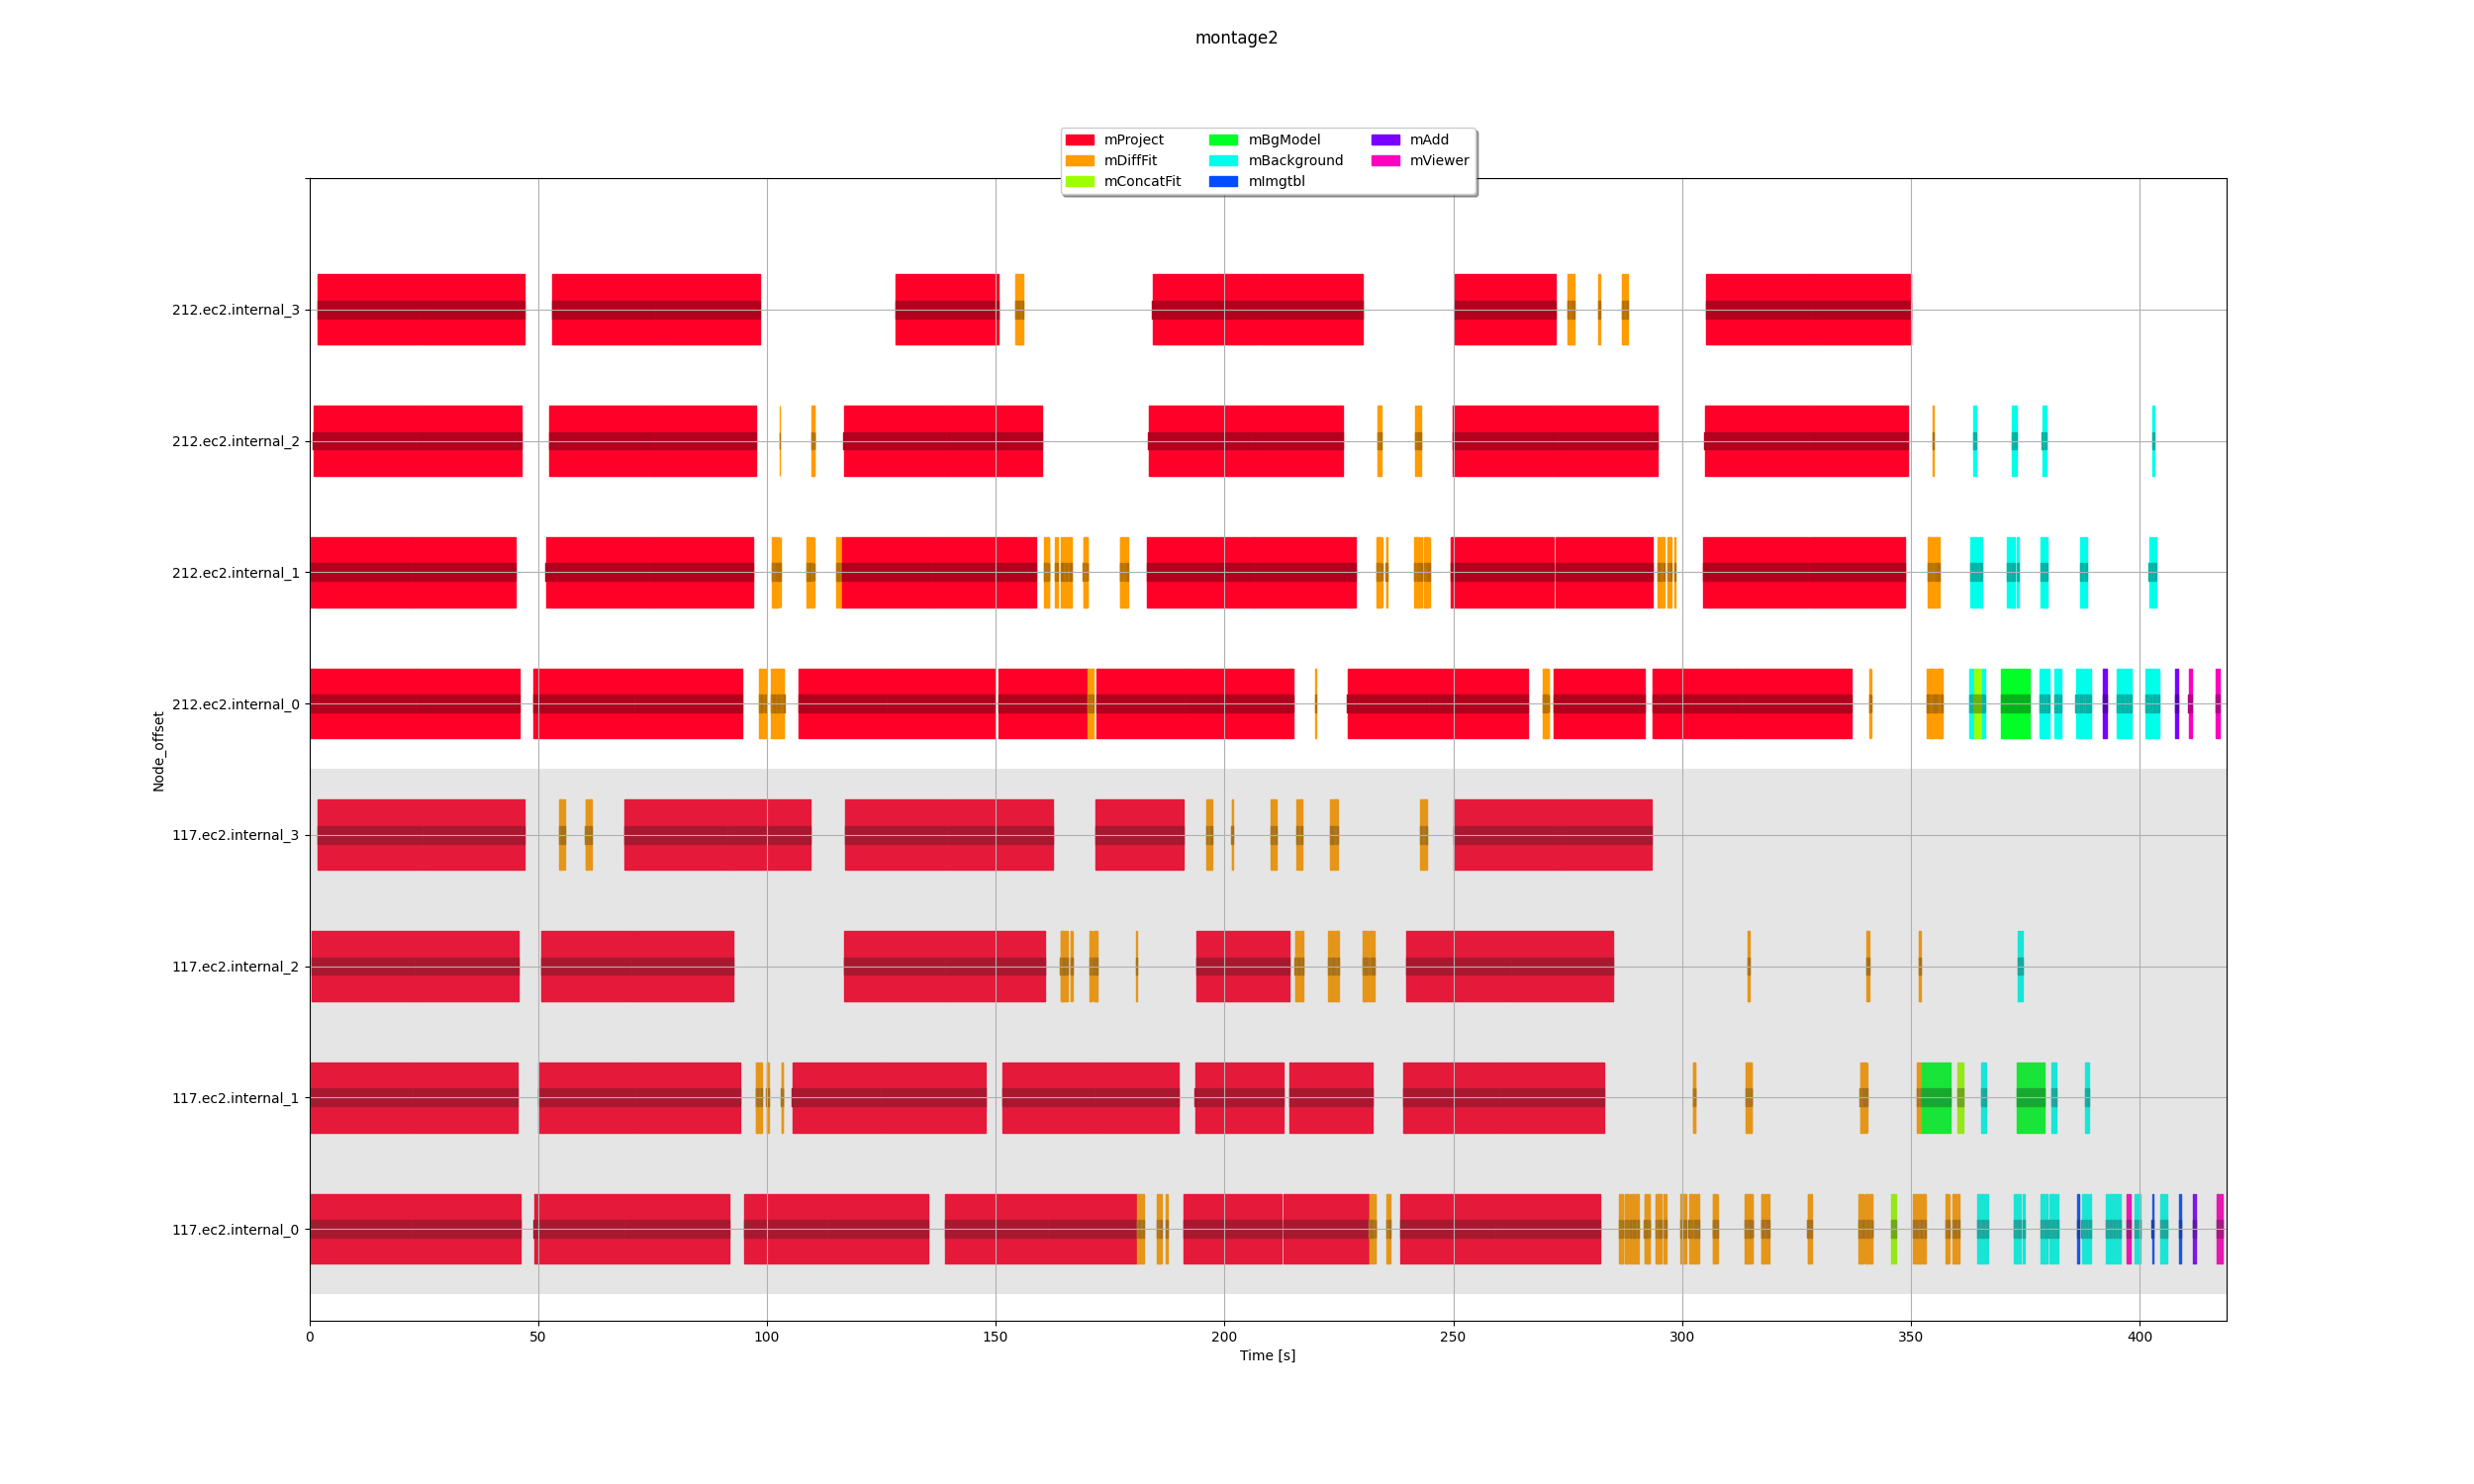 montage2
mProject
mDiffFit
mConcatFit
mBgModel
mBackground
mImgtbl
mAdd
mViewer
212.ec2.internal_3
212.ec2.internal_2
212.ec2.internal_1
212.ec2.internal_0
117.ec2.internal_3
117.ec2.internal_2
117.ec2.internal_1
117.ec2.internal_0
Node_offset
0 50 100 150 200 250 300 350 400
Time [s]